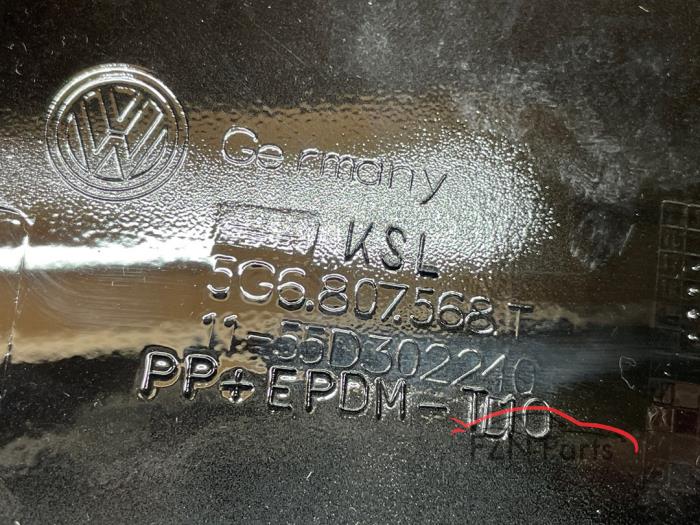 Germany
KSL
5G6.807.568.T
11-55D302240
PP+EPDM-T10
FZN-Parts